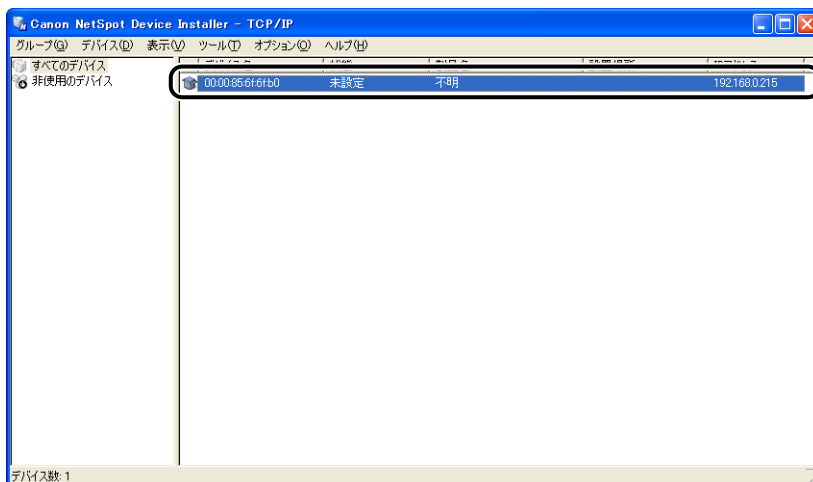 Canon NetSpot Device Installer - TCP/IP
グループ(G) デバイス(D) 表示(V) ツール(T) オプション(O) ヘルプ(H)
すべてのデバイス
非使用のデバイス
00:00:85:6f:6f:b0 未設定 不明 192.168.0.215
デバイス数: 1